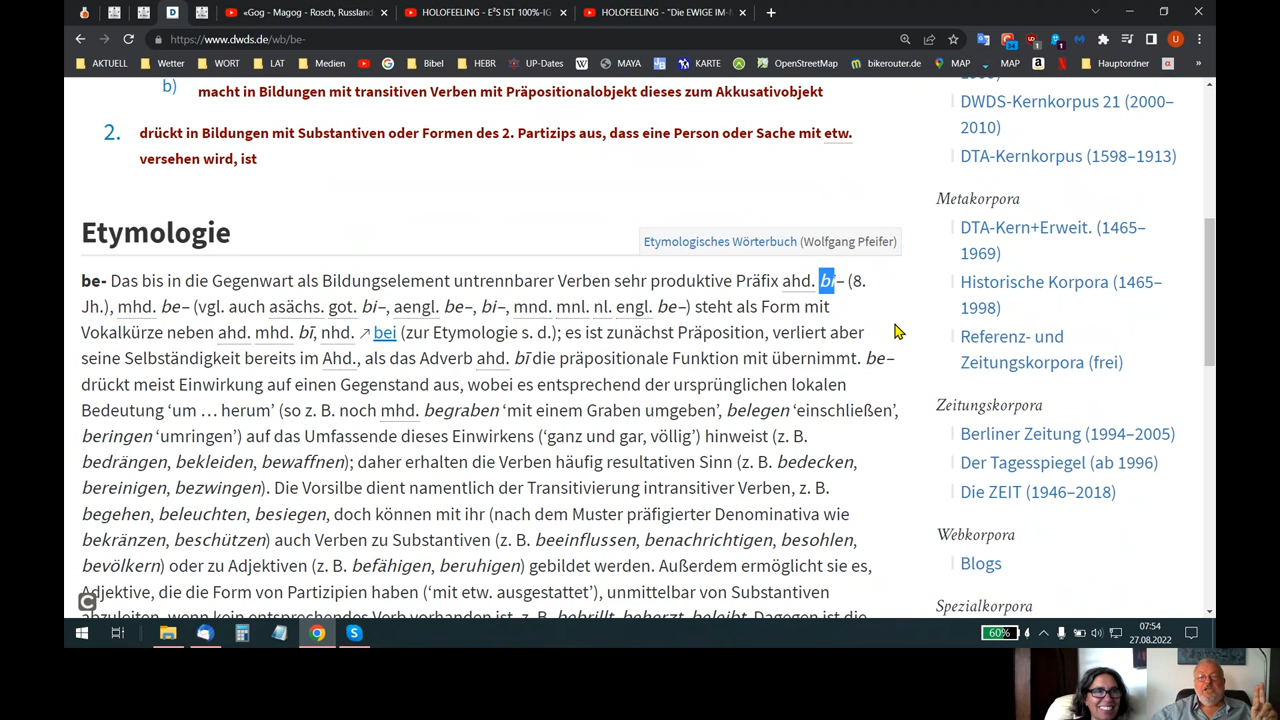 «Gog - Magog - Rosch, Russland
HOLOFEELING - E²S IST 100%-IG
HOLOFEELING - "Die EWIGE IM-
https://www.dwds.de/wb/be-
AKTUELL Wetter WORT LAT Medien Bibel HEBR UP-Dates MAYA KARTE OpenStreetMap bikerouter.de MAP MAP Hauptordner
b) macht in Bildungen mit transitiven Verben mit Präpositionalobjekt dieses zum Akkusativobjekt
2. drückt in Bildungen mit Substantiven oder Formen des 2. Partizips aus, dass eine Person oder Sache mit etw.
versehen wird, ist
Etymologie
Etymologisches Wörterbuch (Wolfgang Pfeifer)
be- Das bis in die Gegenwart als Bildungselement untrennbarer Verben sehr produktive Präfix ahd. bi– (8.
Jh.), mhd. be– (vgl. auch asächs. got. bi–, aengl. be–, bi–, mnd. mnl. nl. engl. be–) steht als Form mit
Vokalkürze neben ahd. mhd. bī, nhd. ↗bei (zur Etymologie s. d.); es ist zunächst Präposition, verliert aber
seine Selbständigkeit bereits im Ahd., als das Adverb ahd. bī die präpositionale Funktion mit übernimmt. be–
drückt meist Einwirkung auf einen Gegenstand aus, wobei es entsprechend der ursprünglichen lokalen
Bedeutung ‘um … herum’ (so z. B. noch mhd. begraben ‘mit einem Graben umgeben’, belegen ‘einschließen’,
beringen ‘umringen’) auf das Umfassende dieses Einwirkens (‘ganz und gar, völlig’) hinweist (z. B.
bedrängen, bekleiden, bewaffnen); daher erhalten die Verben häufig resultativen Sinn (z. B. bedecken,
bereinigen, bezwingen). Die Vorsilbe dient namentlich der Transitivierung intransitiver Verben, z. B.
begehen, beleuchten, besiegen, doch können mit ihr (nach dem Muster präfigierter Denominativa wie
bekränzen, beschützen) auch Verben zu Substantiven (z. B. beeinflussen, benachrichtigen, besohlen,
bevölkern) oder zu Adjektiven (z. B. befähigen, beruhigen) gebildet werden. Außerdem ermöglicht sie es,
Adjektive, die die Form von Partizipien haben (‘mit etw. ausgestattet’), unmittelbar von Substantiven
abzuleiten, wenn kein entsprechendes Verb vorhanden ist, z. B. bebrillt, beherzt, beleibt. Dagegen ist die
DWDS-Kernkorpus 21 (2000–
2010)
DTA-Kernkorpus (1598–1913)
Metakorpora
DTA-Kern+Erweit. (1465–
1969)
Historische Korpora (1465–
1998)
Referenz- und
Zeitungskorpora (frei)
Zeitungskorpora
Berliner Zeitung (1994–2005)
Der Tagesspiegel (ab 1996)
Die ZEIT (1946–2018)
Webkorpora
Blogs
Spezialkorpora
60%
07:54
27.08.2022